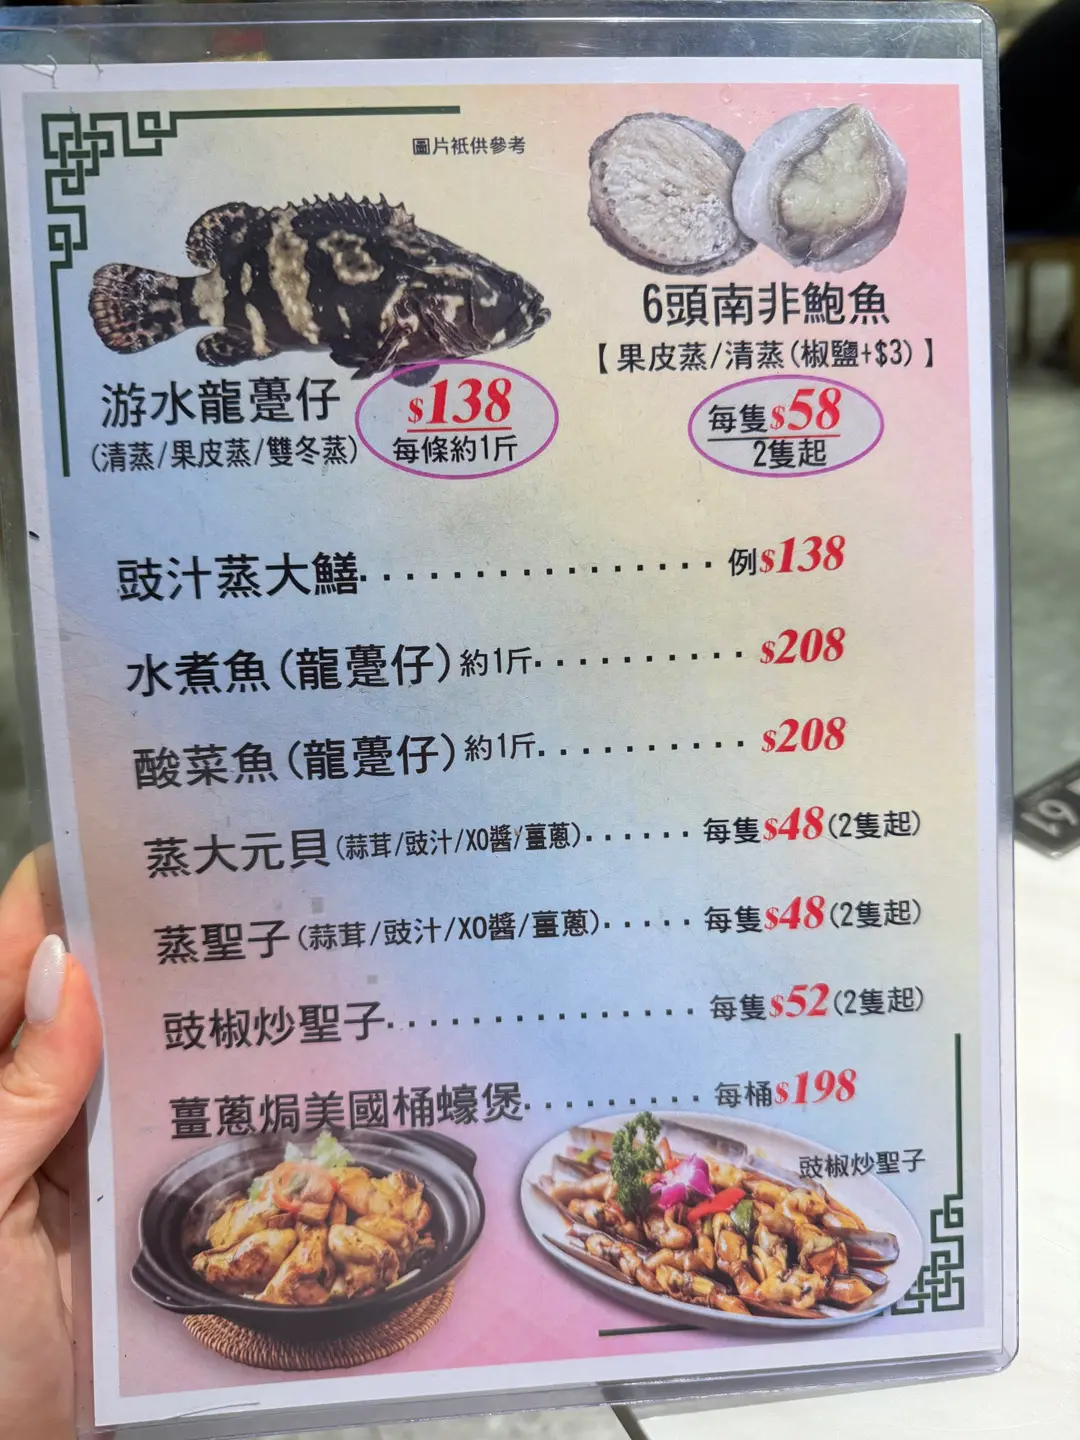 圖片祇供參考
6頭南非鮑魚
【果皮蒸/清蒸(椒鹽+$3)】
每隻$58
2隻起
游水龍躉仔
(清蒸/果皮蒸/雙冬蒸)
$138
每條約1斤
豉汁蒸大鱔 例$138
水煮魚(龍躉仔)約1斤 $208
酸菜魚(龍躉仔)約1斤 $208
蒸大元貝(蒜茸/豉汁/XO醬/薑蔥) 每隻$48(2隻起)
蒸聖子(蒜茸/豉汁/XO醬/薑蔥) 每隻$48(2隻起)
豉椒炒聖子 每隻$52(2隻起)
薑蔥焗美國桶蠔煲 每桶$198
豉椒炒聖子
19